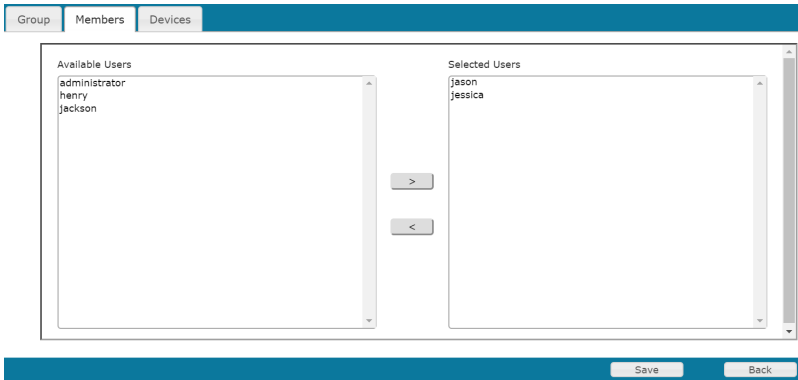 Group Members Devices
Available Users
administrator
henry
jackson
>
<
Selected Users
jason
jessica
Save Back